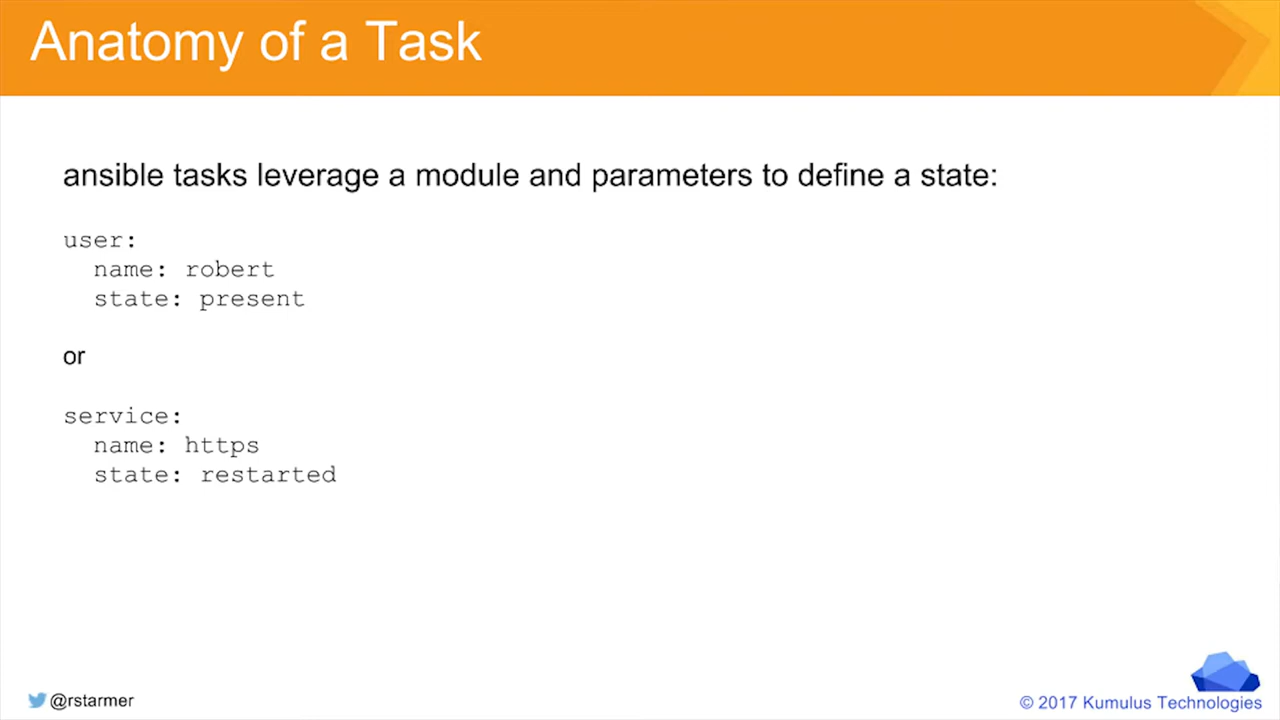 Anatomy of a Task
ansible tasks leverage a module and parameters to define a state:
user:
  name: robert
  state: present
or
service:
  name: https
  state: restarted
@rstarmer
© 2017 Kumulus Technologies